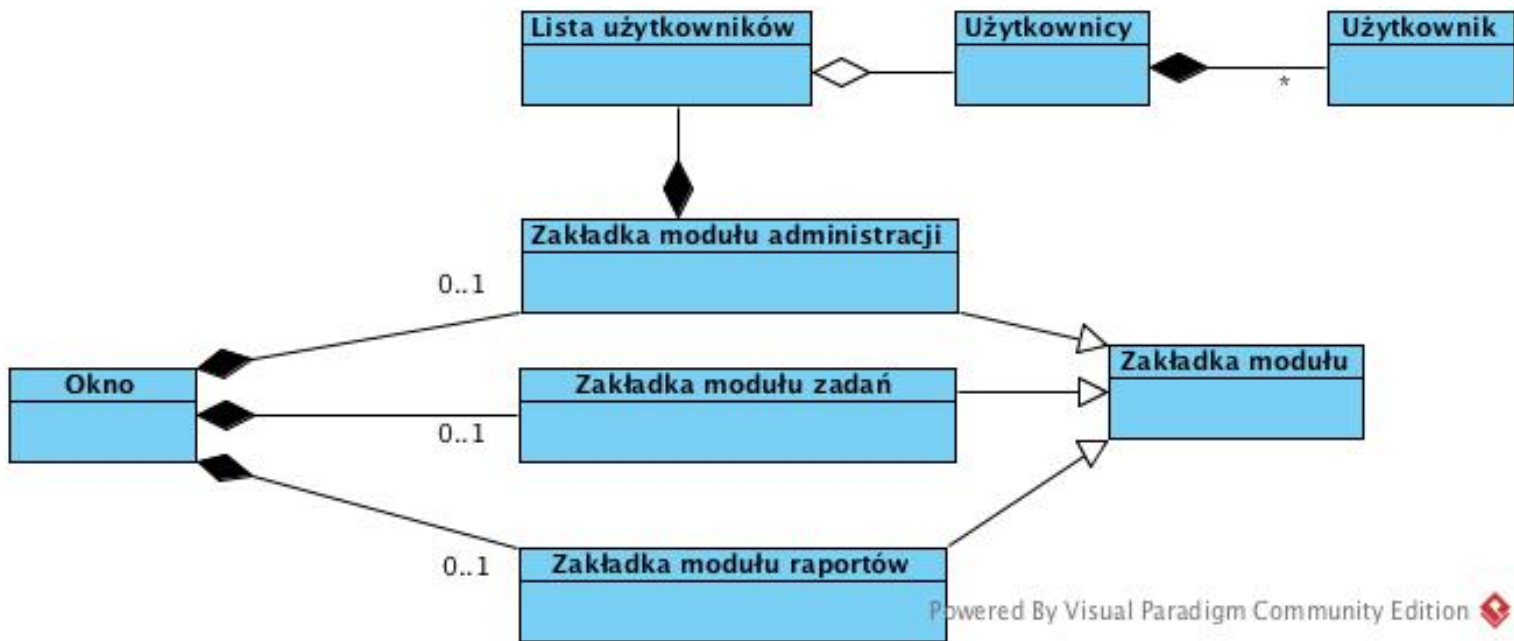 Lista użytkowników
Użytkownicy
Użytkownik
*
Zakładka modułu administracji
0..1
Zakładka modułu
Okno
Zakładka modułu zadań
0..1
Zakładka modułu raportów
0..1
Powered By Visual Paradigm Community Edition